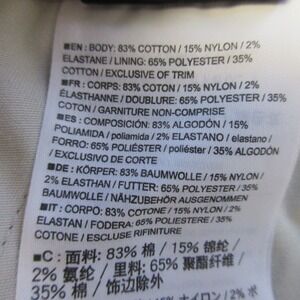 ■EN: BODY: 83% COTTON / 15% NYLON / 2%
ELASTANE / LINING: 65% POLYESTER / 35%
COTTON / EXCLUSIVE OF TRIM
■FR : CORPS: 83% COTON / 15% NYLON / 2%
ÉLASTHANNE / DOUBLURE: 65% POLYESTER / 35%
COTON / GARNITURE NON-COMPRISE
■ES : COMPOSICIÓN: 83% ALGODÓN / 15%
POLIAMIDA / poliamida / 2% ELASTANO / elastano /
FORRO: 65% POLIÉSTER / poliéster / 35% ALGODÓN
/ EXCLUSIVO DE CORTE
■DE : KÖRPER: 83% BAUMWOLLE / 15% NYLON /
2% ELASTHAN / FUTTER: 65% POLYESTER / 35%
BAUMWOLLE / NÄHZUBEHÖR AUSGENOMMEN
■IT : CORPO: 83% COTONE / 15% NYLON / 2%
ELASTAN / FODERA: 65% POLIESTERE / 35%
COTONE / ESCLUSE RIFINITURE
■C : 面料: 83% 棉 / 15% 锦纶 /
2% 氨纶 / 里料: 65% 聚酯纤维 /
35% 棉 / 饰边除外